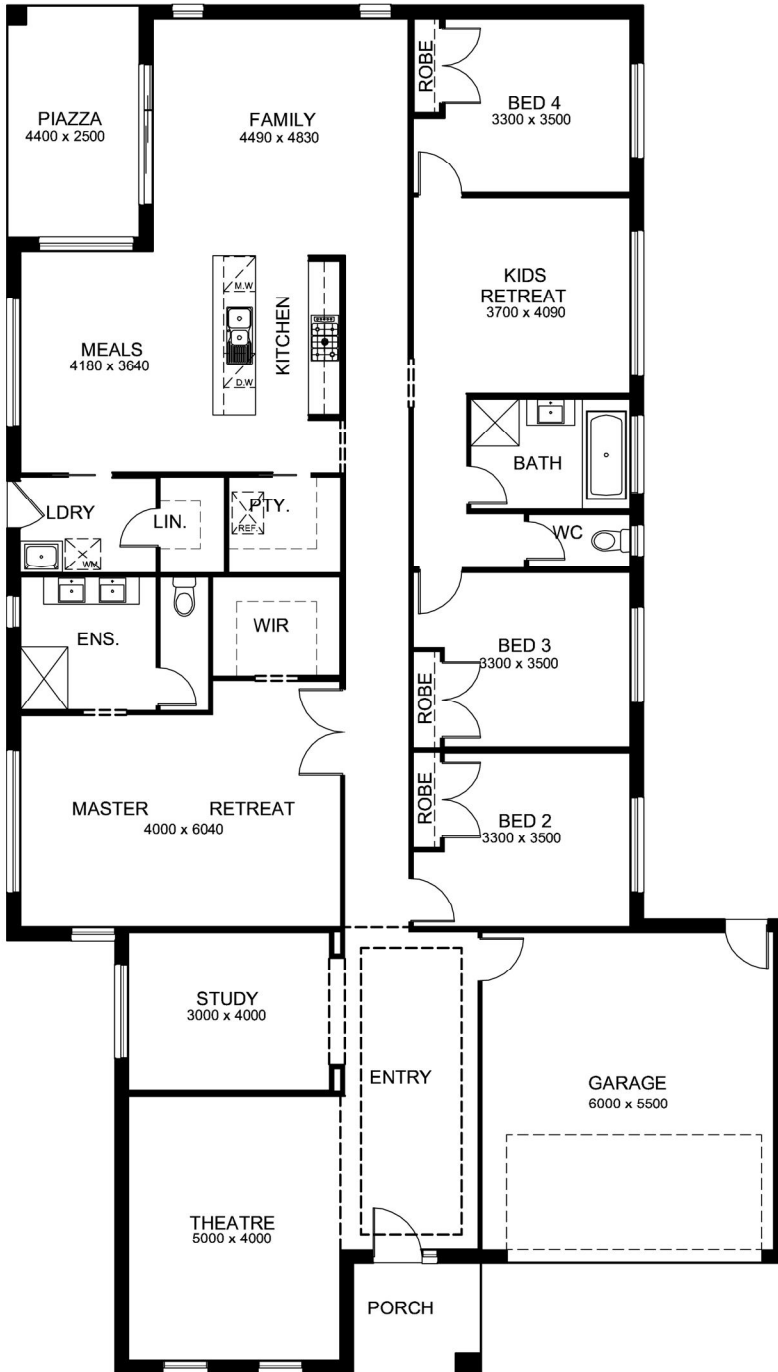 PIAZZA
4400 x 2500
FAMILY
4490 x 4830
ROBE
BED 4
3300 x 3500
KIDS
RETREAT
3700 x 4090
M.W
KITCHEN
D.W
MEALS
4180 x 3640
BATH
LDRY
LIN.
PTY.
REF.
WM
WC
ENS.
WIR
BED 3
3300 x 3500
ROBE
MASTER RETREAT
4000 x 6040
ROBE
BED 2
3300 x 3500
STUDY
3000 x 4000
ENTRY
GARAGE
6000 x 5500
THEATRE
5000 x 4000
PORCH